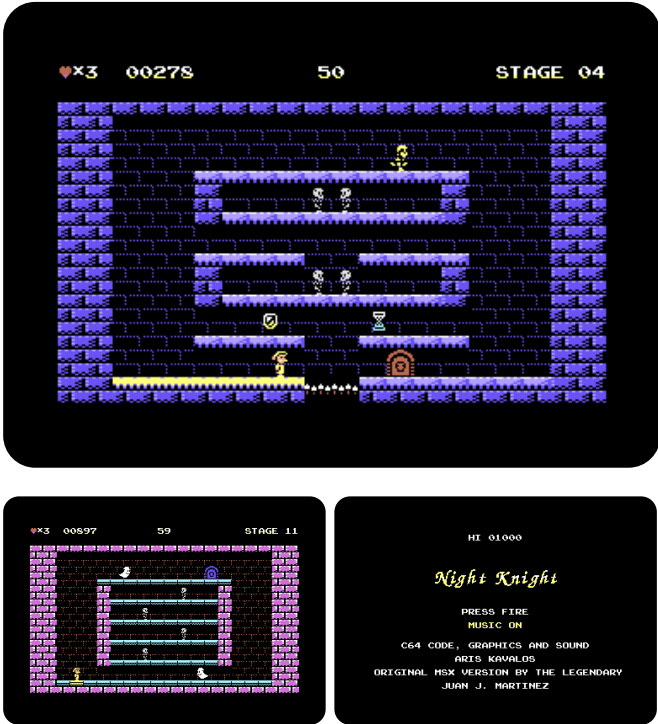 ♥×3 00278 50 STAGE 04
♥×3 00897 59 STAGE 11
HI 01000
Night Knight
PRESS FIRE
MUSIC ON
C64 CODE, GRAPHICS AND SOUND
ARIS KAVALOS
ORIGINAL MSX VERSION BY THE LEGENDARY
JUAN J. MARTINEZ